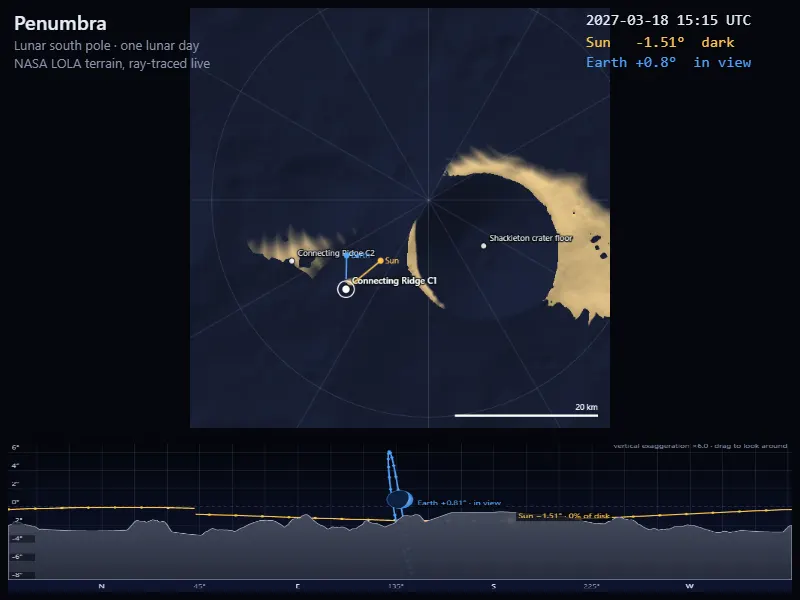 Penumbra
Lunar south pole · one lunar day
NASA LOLA terrain, ray-traced live
2027-03-18 15:15 UTC
Sun -1.51° dark
Earth +0.8° in view
Shackleton crater floor
Connecting Ridge C2
Sun
Connecting Ridge C1
20 km
vertical exaggeration ×6.0 · drag to look around
6°
4°
2°
0°
-2°
-4°
-6°
-8°
Earth +0.81° · in view
Sun -1.51° · 0% of disk
N 45° E 135° S 225° W